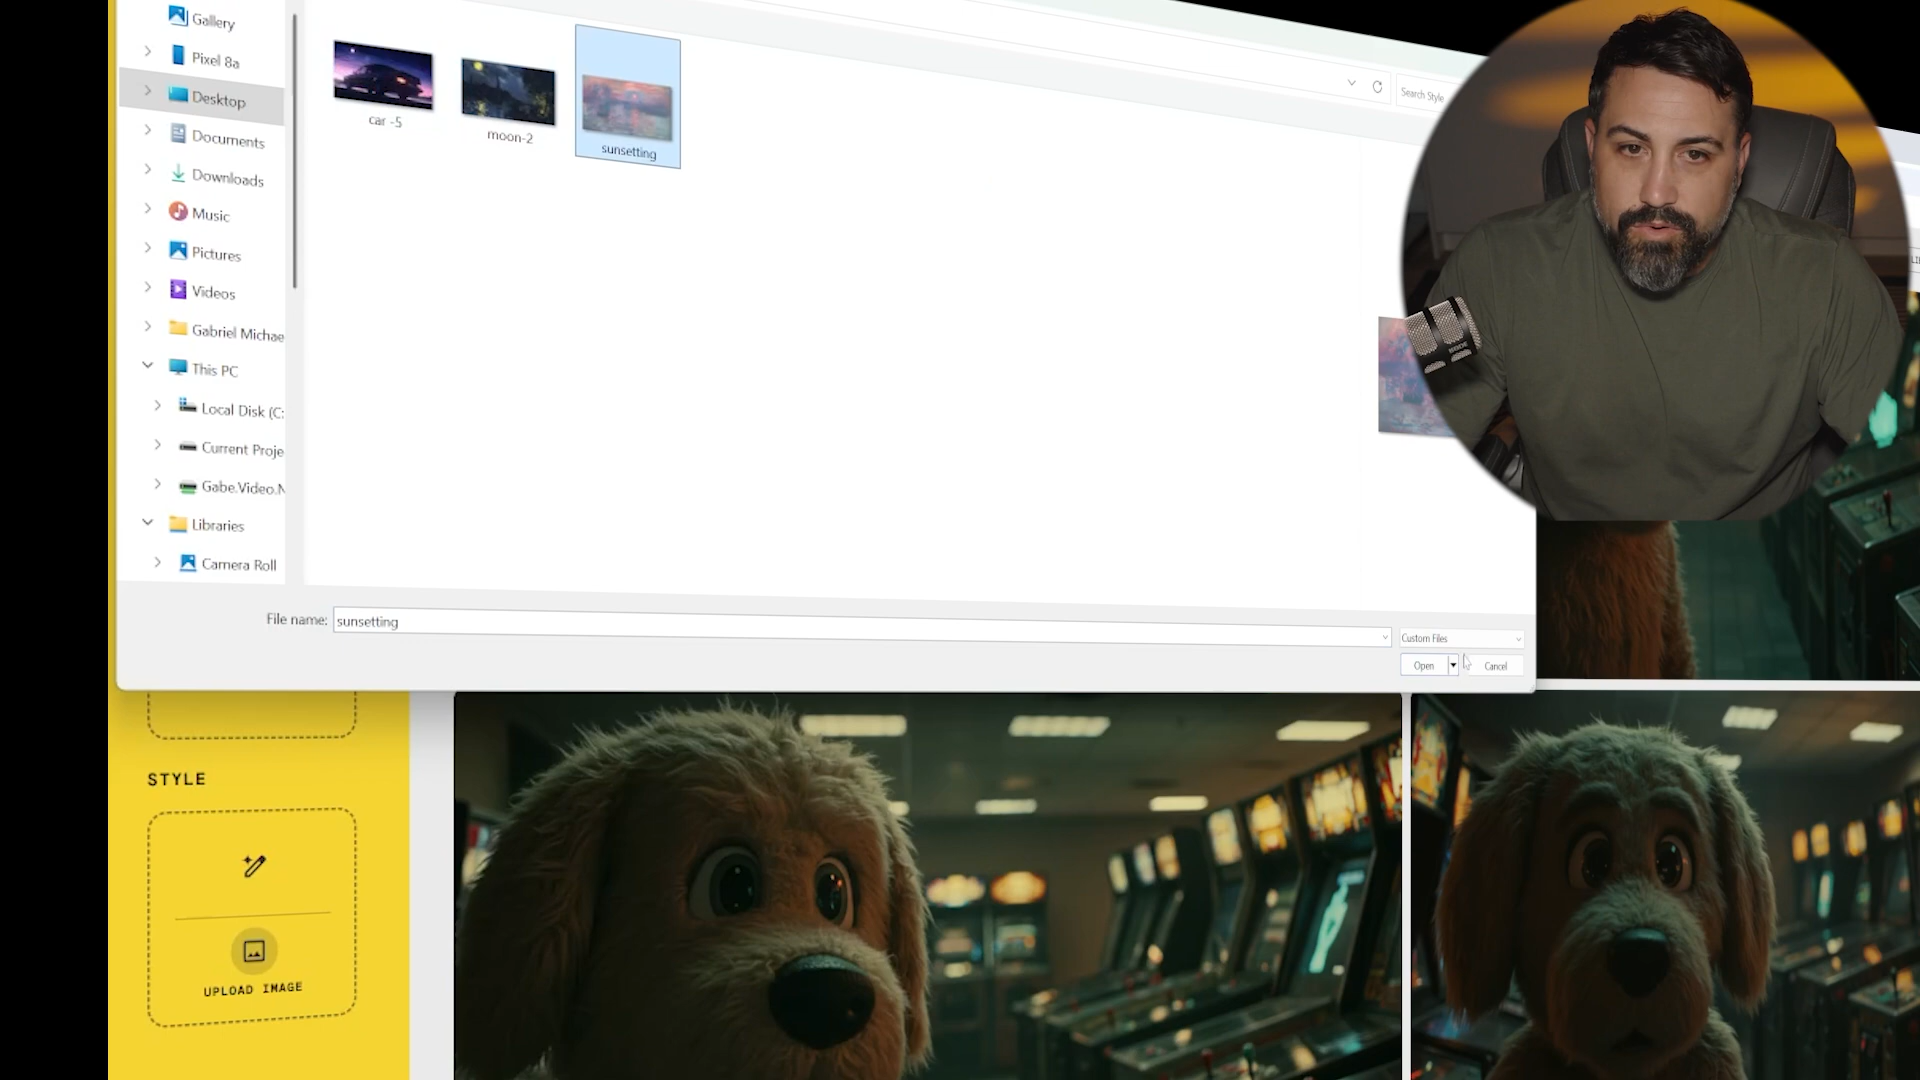 Gallery
Pixel 8a
Desktop
Documents
Downloads
Music
Pictures
Videos
Gabriel Michae
This PC
Local Disk (C:
Current Proje
Gabe.Video.N
Libraries
Camera Roll
car -5
moon-2
sunsetting
Search Style
RODE
File name:
sunsetting
Custom Files
Open
Cancel
STYLE
UPLOAD IMAGE